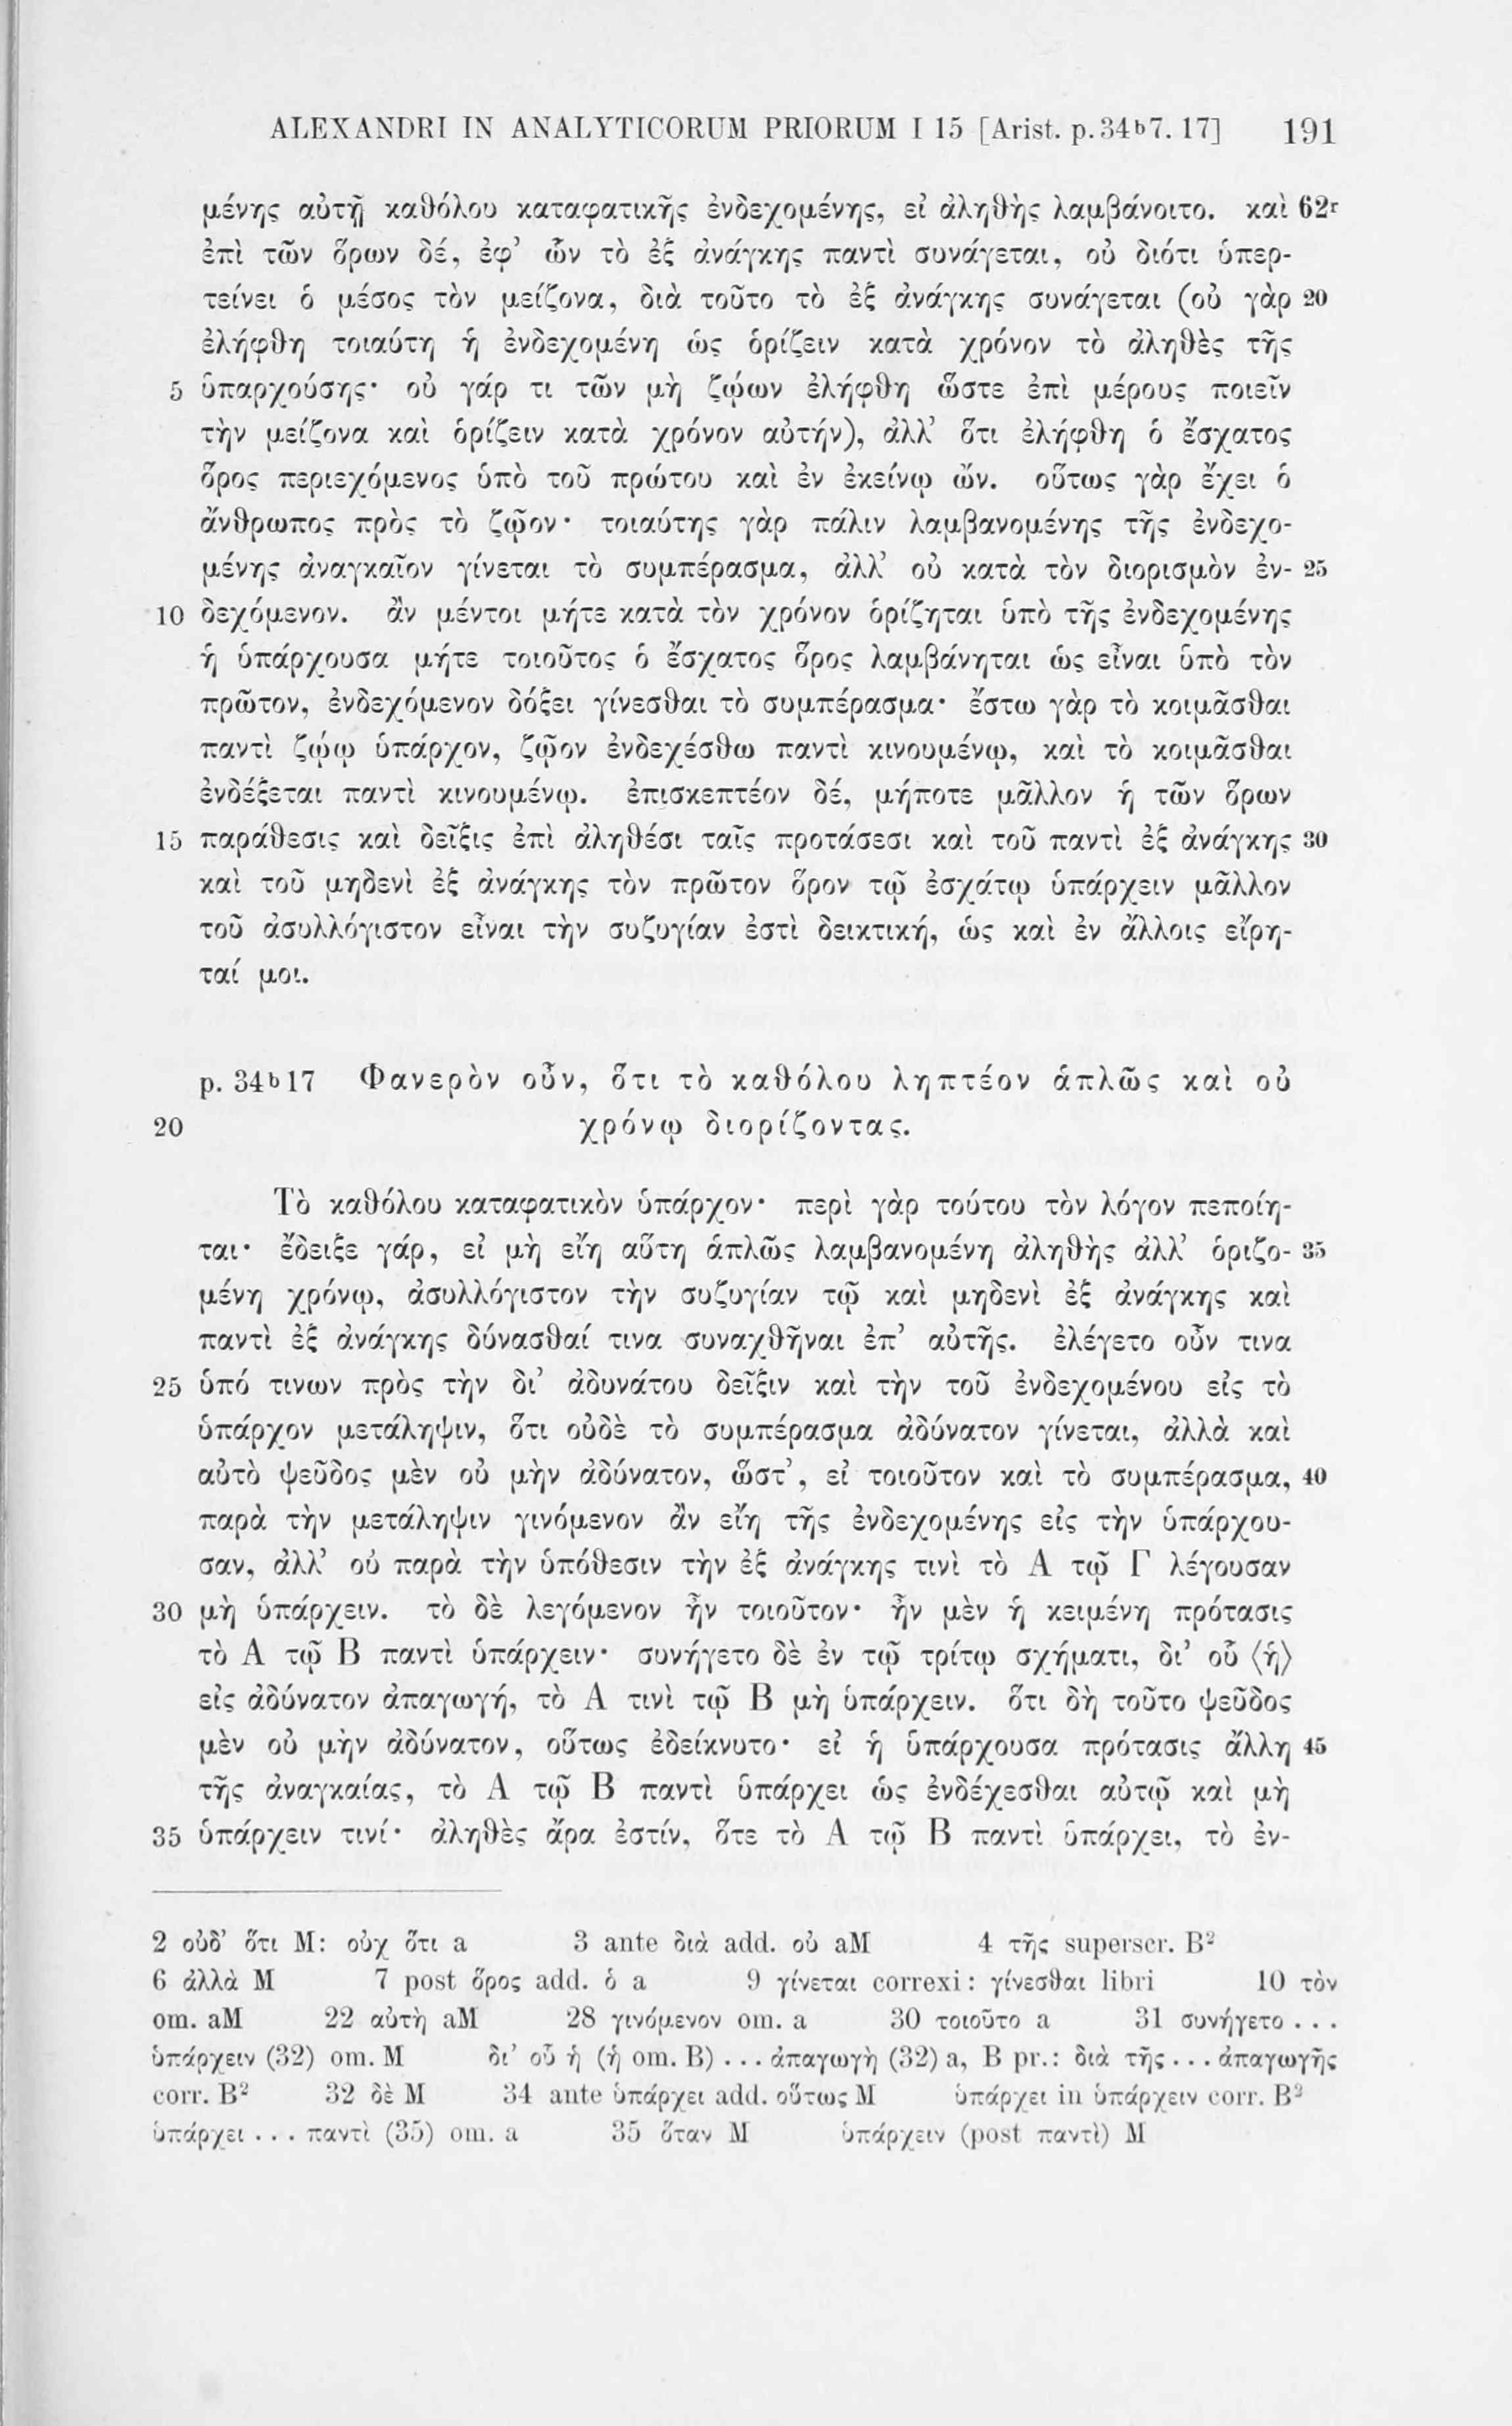 ALEXANDRI IN ANALYTICORUM PRIORUM I 15 [Arist. p. 34b7. 17] 191
μένης αὐτῇ καθόλου καταφατικῆς ἐνδεχομένης, εἰ ἀληθὴς λαμβάνοιτο. καὶ 62r
ἐπὶ τῶν ὅρων δέ, ἐφ’ ὧν τὸ ἐξ ἀνάγκης παντὶ συνάγεται, οὐ διότι ὑπερ-
τείνει ὁ μέσος τὸν μείζονα, διὰ τοῦτο τὸ ἐξ ἀνάγκης συνάγεται (οὐ γὰρ 20
ἐλήφθη τοιαύτη ἡ ἐνδεχομένη ὡς ὁρίζειν κατὰ χρόνον τὸ ἀληθὲς τῆς
5 ὑπαρχούσης· οὐ γάρ τι τῶν μὴ ζῴων ἐλήφθη ὥστε ἐπὶ μέρους ποιεῖν
τὴν μείζονα καὶ ὁρίζειν κατὰ χρόνον αὐτήν), ἀλλ’ ὅτι ἐλήφθη ὁ ἔσχατος
ὅρος περιεχόμενος ὑπὸ τοῦ πρώτου καὶ ἐν ἐκείνῳ ὤν. οὕτως γὰρ ἔχει ὁ
ἄνθρωπος πρὸς τὸ ζῷον· τοιαύτης γὰρ πάλιν λαμβανομένης τῆς ἐνδεχο-
μένης ἀναγκαῖον γίνεται τὸ συμπέρασμα, ἀλλ’ οὐ κατὰ τὸν διορισμὸν ἐν- 25
10 δεχόμενον. ἂν μέντοι μήτε κατὰ τὸν χρόνον ὁρίζηται ὑπὸ τῆς ἐνδεχομένης
ἡ ὑπάρχουσα μήτε τοιοῦτος ὁ ἔσχατος ὅρος λαμβάνηται ὡς εἶναι ὑπὸ τὸν
πρῶτον, ἐνδεχόμενον δόξει γίνεσθαι τὸ συμπέρασμα· ἔστω γὰρ τὸ κοιμᾶσθαι
παντὶ ζῴῳ ὑπάρχον, ζῷον ἐνδεχέσθω παντὶ κινουμένῳ, καὶ τὸ κοιμᾶσθαι
ἐνδέξεται παντὶ κινουμένῳ. ἐπισκεπτέον δέ, μήποτε μᾶλλον ἡ τῶν ὅρων
15 παράθεσις καὶ δεῖξις ἐπὶ ἀληθέσι ταῖς προτάσεσι καὶ τοῦ παντὶ ἐξ ἀνάγκης 30
καὶ τοῦ μηδενὶ ἐξ ἀνάγκης τὸν πρῶτον ὅρον τῷ ἐσχάτῳ ὑπάρχειν μᾶλλον
τοῦ ἀσυλλόγιστον εἶναι τὴν συζυγίαν ἐστὶ δεικτική, ὡς καὶ ἐν ἄλλοις εἴρη-
ταί μοι.
p. 34b17 Φανερὸν οὖν, ὅτι τὸ καθόλου ληπτέον ἁπλῶς καὶ οὐ
20 χρόνῳ διορίζοντας.
Τὸ καθόλου καταφατικὸν ὑπάρχον· περὶ γὰρ τούτου τὸν λόγον πεποίη-
ται· ἔδειξε γάρ, εἰ μὴ εἴη αὕτη ἁπλῶς λαμβανομένη ἀληθὴς ἀλλ’ ὁριζο- 35
μένη χρόνῳ, ἀσυλλόγιστον τὴν συζυγίαν τῷ καὶ μηδενὶ ἐξ ἀνάγκης καὶ
παντὶ ἐξ ἀνάγκης δύνασθαί τινα συναχθῆναι ἐπ’ αὐτῆς. ἐλέγετο οὖν τινα
25 ὑπό τινων πρὸς τὴν δι’ ἀδυνάτου δεῖξιν καὶ τὴν τοῦ ἐνδεχομένου εἰς τὸ
ὑπάρχον μετάληψιν, ὅτι οὐδὲ τὸ συμπέρασμα ἀδύνατον γίνεται, ἀλλὰ καὶ
αὐτὸ ψεῦδος μὲν οὐ μὴν ἀδύνατον, ὥστ’, εἰ τοιοῦτον καὶ τὸ συμπέρασμα, 40
παρὰ τὴν μετάληψιν γινόμενον ἂν εἴη τῆς ἐνδεχομένης εἰς τὴν ὑπάρχου-
σαν, ἀλλ’ οὐ παρὰ τὴν ὑπόθεσιν τὴν ἐξ ἀνάγκης τινὶ τὸ Α τῷ Γ λέγουσαν
30 μὴ ὑπάρχειν. τὸ δὲ λεγόμενον ἦν τοιοῦτον· ἦν μὲν ἡ κειμένη πρότασις
τὸ Α τῷ Β παντὶ ὑπάρχειν· συνήγετο δὲ ἐν τῷ τρίτῳ σχήματι, δι’ οὗ ⟨ἡ⟩
εἰς ἀδύνατον ἀπαγωγή, τὸ Α τινὶ τῷ Β μὴ ὑπάρχειν. ὅτι δὴ τοῦτο ψεῦδος
μὲν οὐ μὴν ἀδύνατον, οὕτως ἐδείκνυτο· εἰ ἡ ὑπάρχουσα πρότασις ἄλλη 45
τῆς ἀναγκαίας, τὸ Α τῷ Β παντὶ ὑπάρχει ὡς ἐνδέχεσθαι αὐτῷ καὶ μὴ
35 ὑπάρχειν τινί· ἀληθὲς ἄρα ἐστίν, ὅτε τὸ Α τῷ Β παντὶ ὑπάρχει, τὸ ἐν-
2 οὐδ’ ὅτι M: οὐχ ὅτι a 3 ante διὰ add. οὐ aM 4 τῆς superscr. B²
6 ἀλλὰ M 7 post ὅρος add. ὁ a 9 γίνεται correxi: γίνεσθαι libri 10 τὸν
om. aM 22 αὐτὴ aM 28 γινόμενον om. a 30 τοιοῦτο a 31 συνήγετο . . .
ὑπάρχειν (32) om. M δι’ οὗ ἡ (ἡ om. B) . . . ἀπαγωγὴ (32) a, B pr.: διὰ τῆς . . . ἀπαγωγῆς
corr. B² 32 δὲ M 34 ante ὑπάρχει add. οὕτως M ὑπάρχει in ὑπάρχειν corr. B²
ὑπάρχει . . . παντὶ (35) om. a 35 ὅταν M ὑπάρχειν (post παντὶ) M